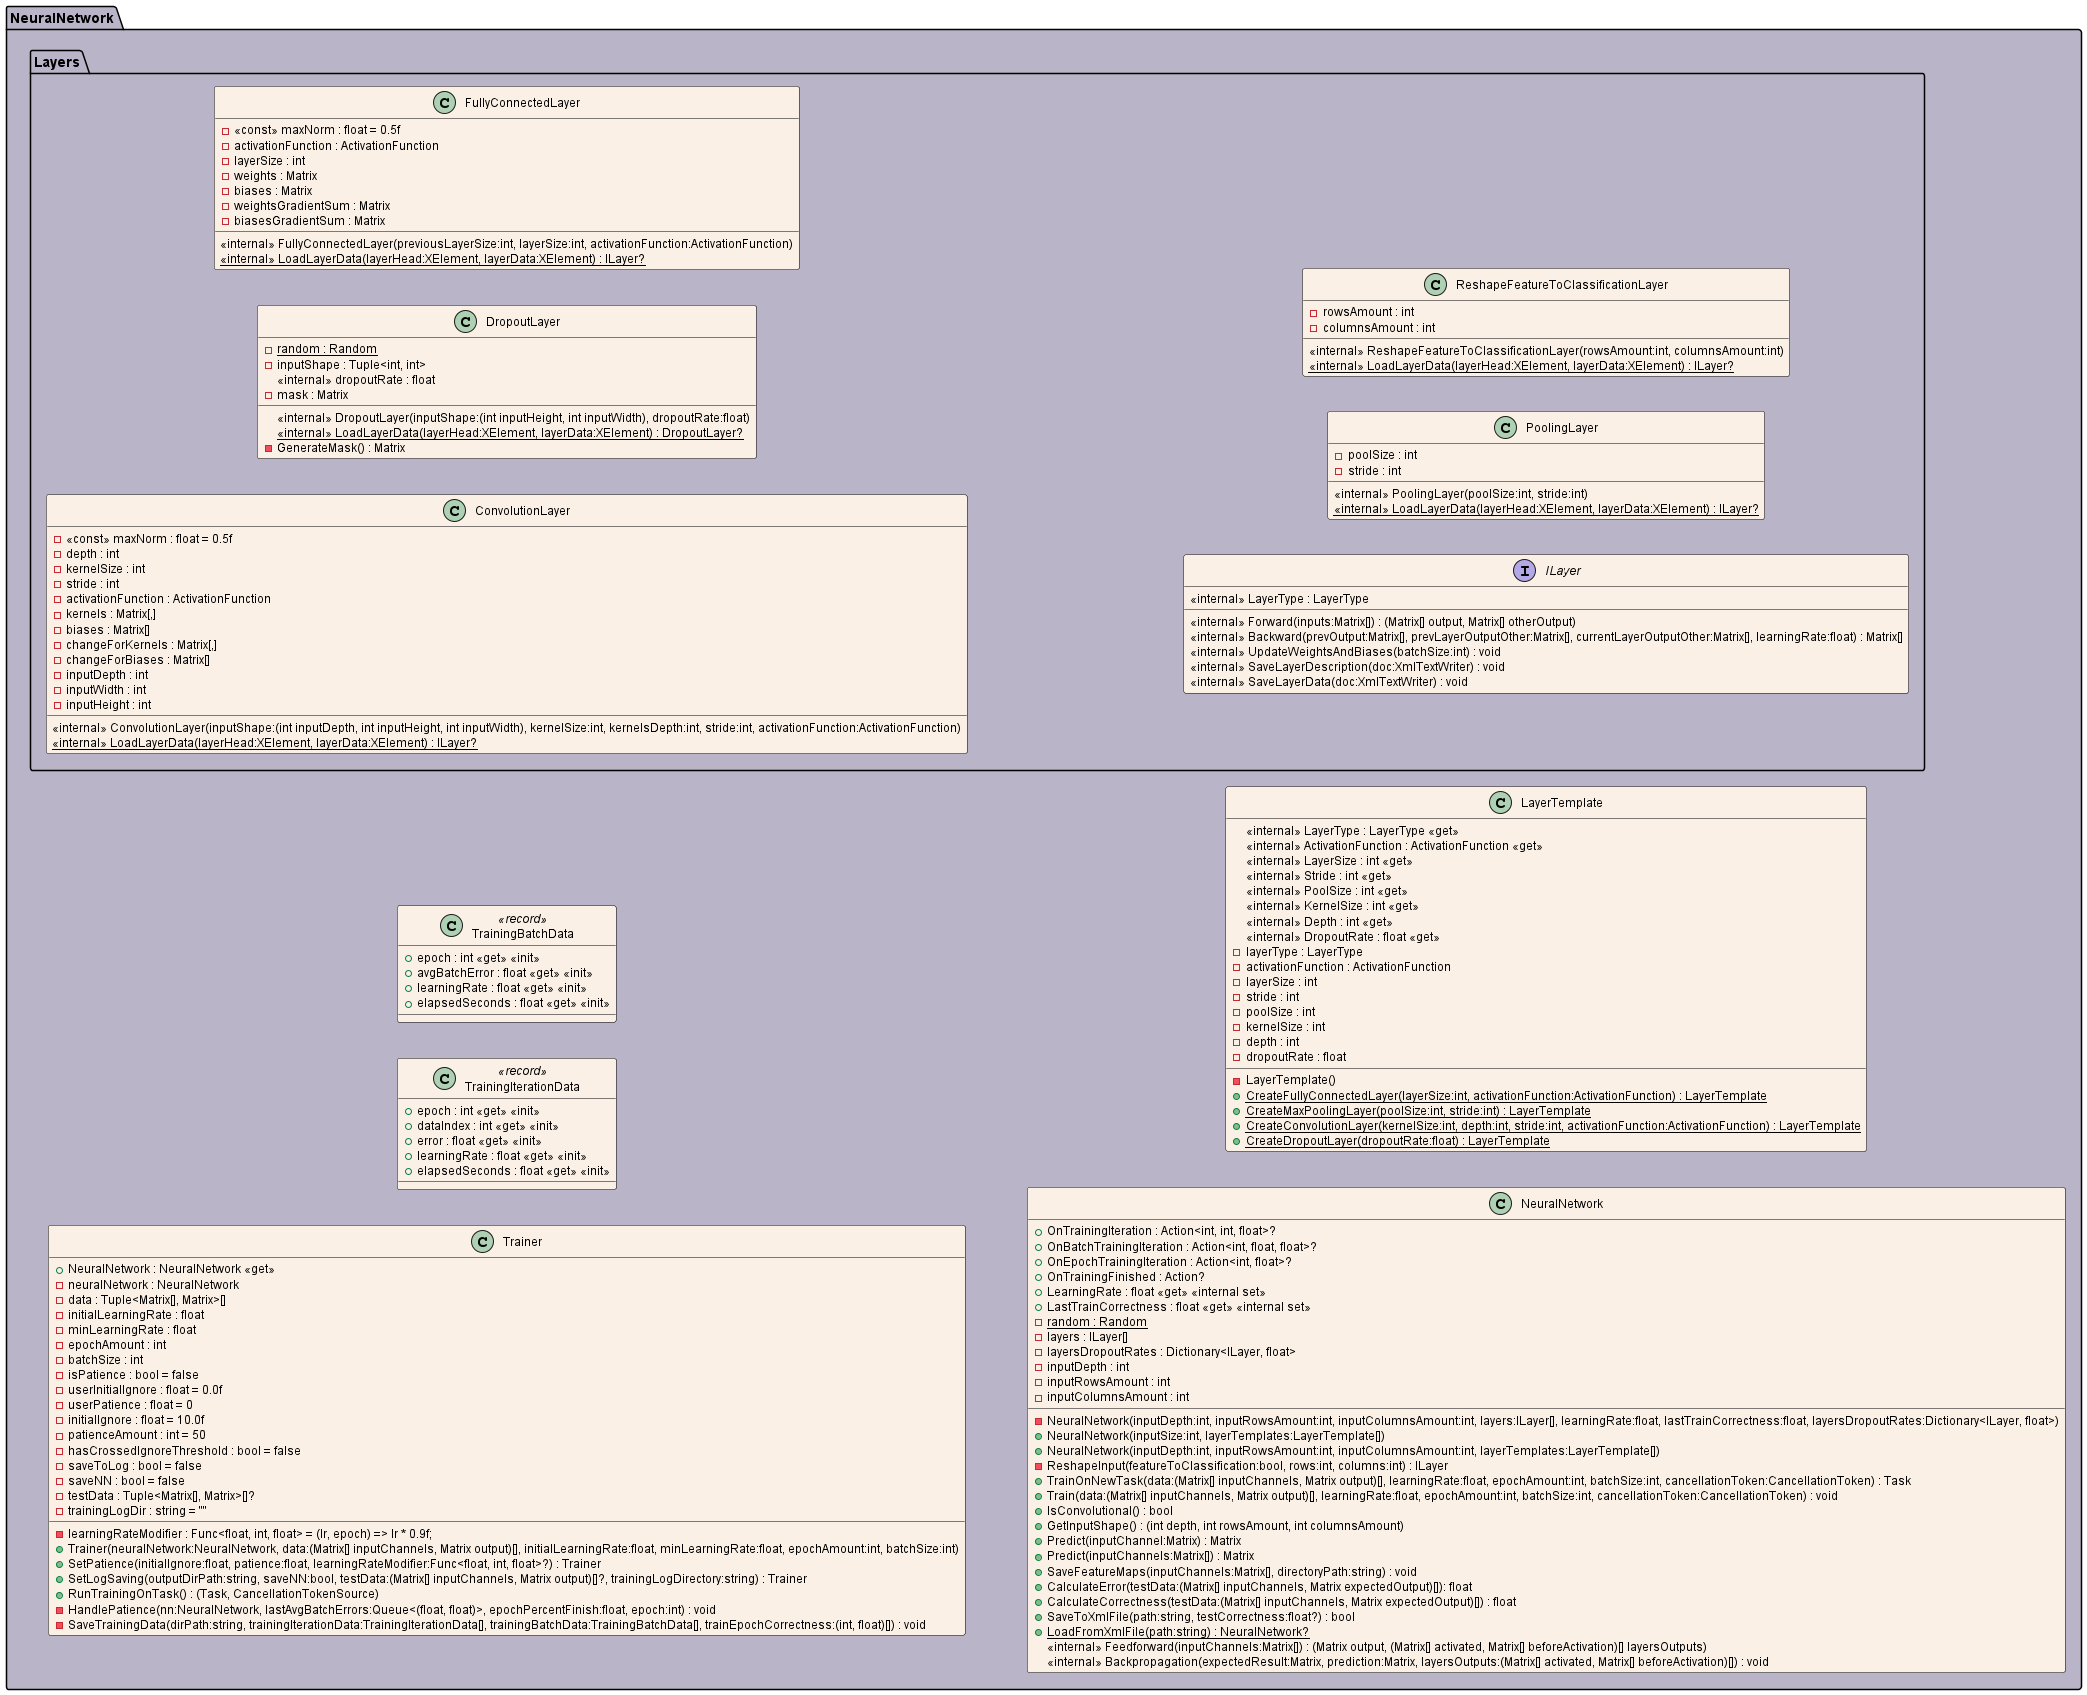 NeuralNetwork
Layers
FullyConnectedLayer
«const» maxNorm : float = 0.5f
activationFunction : ActivationFunction
layerSize : int
weights : Matrix
biases : Matrix
weightsGradientSum : Matrix
biasesGradientSum : Matrix
«internal» FullyConnectedLayer(previousLayerSize:int, layerSize:int, activationFunction:ActivationFunction)
«internal» LoadLayerData(layerHead:XElement, layerData:XElement) : ILayer?
DropoutLayer
random : Random
inputShape : Tuple<int, int>
«internal» dropoutRate : float
mask : Matrix
«internal» DropoutLayer(inputShape:(int inputHeight, int inputWidth), dropoutRate:float)
«internal» LoadLayerData(layerHead:XElement, layerData:XElement) : DropoutLayer?
GenerateMask() : Matrix
ConvolutionLayer
«const» maxNorm : float = 0.5f
depth : int
kernelSize : int
stride : int
activationFunction : ActivationFunction
kernels : Matrix[,]
biases : Matrix[]
changeForKernels : Matrix[,]
changeForBiases : Matrix[]
inputDepth : int
inputWidth : int
inputHeight : int
«internal» ConvolutionLayer(inputShape:(int inputDepth, int inputHeight, int inputWidth), kernelSize:int, kernelsDepth:int, stride:int, activationFunction:ActivationFunction)
«internal» LoadLayerData(layerHead:XElement, layerData:XElement) : ILayer?
ReshapeFeatureToClassificationLayer
rowsAmount : int
columnsAmount : int
«internal» ReshapeFeatureToClassificationLayer(rowsAmount:int, columnsAmount:int)
«internal» LoadLayerData(layerHead:XElement, layerData:XElement) : ILayer?
PoolingLayer
poolSize : int
stride : int
«internal» PoolingLayer(poolSize:int, stride:int)
«internal» LoadLayerData(layerHead:XElement, layerData:XElement) : ILayer?
ILayer
«internal» LayerType : LayerType
«internal» Forward(inputs:Matrix[]) : (Matrix[] output, Matrix[] otherOutput)
«internal» Backward(prevOutput:Matrix[], prevLayerOutputOther:Matrix[], currentLayerOutputOther:Matrix[], learningRate:float) : Matrix[]
«internal» UpdateWeightsAndBiases(batchSize:int) : void
«internal» SaveLayerDescription(doc:XmlTextWriter) : void
«internal» SaveLayerData(doc:XmlTextWriter) : void
LayerTemplate
«internal» LayerType : LayerType «get»
«internal» ActivationFunction : ActivationFunction «get»
«internal» LayerSize : int «get»
«internal» Stride : int «get»
«internal» PoolSize : int «get»
«internal» KernelSize : int «get»
«internal» Depth : int «get»
«internal» DropoutRate : float «get»
layerType : LayerType
activationFunction : ActivationFunction
layerSize : int
stride : int
poolSize : int
kernelSize : int
depth : int
dropoutRate : float
LayerTemplate()
CreateFullyConnectedLayer(layerSize:int, activationFunction:ActivationFunction) : LayerTemplate
CreateMaxPoolingLayer(poolSize:int, stride:int) : LayerTemplate
CreateConvolutionLayer(kernelSize:int, depth:int, stride:int, activationFunction:ActivationFunction) : LayerTemplate
CreateDropoutLayer(dropoutRate:float) : LayerTemplate
«record»
TrainingBatchData
epoch : int «get» «init»
avgBatchError : float «get» «init»
learningRate : float «get» «init»
elapsedSeconds : float «get» «init»
«record»
TrainingIterationData
epoch : int «get» «init»
dataIndex : int «get» «init»
error : float «get» «init»
learningRate : float «get» «init»
elapsedSeconds : float «get» «init»
Trainer
NeuralNetwork : NeuralNetwork «get»
neuralNetwork : NeuralNetwork
data : Tuple<Matrix[], Matrix>[]
initialLearningRate : float
minLearningRate : float
epochAmount : int
batchSize : int
isPatience : bool = false
userInitialIgnore : float = 0.0f
userPatience : float = 0
initialIgnore : float = 10.0f
patienceAmount : int = 50
hasCrossedIgnoreThreshold : bool = false
saveToLog : bool = false
saveNN : bool = false
testData : Tuple<Matrix[], Matrix>[]?
trainingLogDir : string = ""
learningRateModifier : Func<float, int, float> = (lr, epoch) => lr * 0.9f;
Trainer(neuralNetwork:NeuralNetwork, data:(Matrix[] inputChannels, Matrix output)[], initialLearningRate:float, minLearningRate:float, epochAmount:int, batchSize:int)
SetPatience(initialIgnore:float, patience:float, learningRateModifier:Func<float, int, float>?) : Trainer
SetLogSaving(outputDirPath:string, saveNN:bool, testData:(Matrix[] inputChannels, Matrix output)[]?, trainingLogDirectory:string) : Trainer
RunTrainingOnTask() : (Task, CancellationTokenSource)
HandlePatience(nn:NeuralNetwork, lastAvgBatchErrors:Queue<(float, float)>, epochPercentFinish:float, epoch:int) : void
SaveTrainingData(dirPath:string, trainingIterationData:TrainingIterationData[], trainingBatchData:TrainingBatchData[], trainEpochCorrectness:(int, float)[]) : void
NeuralNetwork
OnTrainingIteration : Action<int, int, float>?
OnBatchTrainingIteration : Action<int, float, float>?
OnEpochTrainingIteration : Action<int, float>?
OnTrainingFinished : Action?
LearningRate : float «get» «internal set»
LastTrainCorrectness : float «get» «internal set»
random : Random
layers : ILayer[]
layersDropoutRates : Dictionary<ILayer, float>
inputDepth : int
inputRowsAmount : int
inputColumnsAmount : int
NeuralNetwork(inputDepth:int, inputRowsAmount:int, inputColumnsAmount:int, layers:ILayer[], learningRate:float, lastTrainCorrectness:float, layersDropoutRates:Dictionary<ILayer, float>)
NeuralNetwork(inputSize:int, layerTemplates:LayerTemplate[])
NeuralNetwork(inputDepth:int, inputRowsAmount:int, inputColumnsAmount:int, layerTemplates:LayerTemplate[])
ReshapeInput(featureToClassification:bool, rows:int, columns:int) : ILayer
TrainOnNewTask(data:(Matrix[] inputChannels, Matrix output)[], learningRate:float, epochAmount:int, batchSize:int, cancellationToken:CancellationToken) : Task
Train(data:(Matrix[] inputChannels, Matrix output)[], learningRate:float, epochAmount:int, batchSize:int, cancellationToken:CancellationToken) : void
IsConvolutional() : bool
GetInputShape() : (int depth, int rowsAmount, int columnsAmount)
Predict(inputChannel:Matrix) : Matrix
Predict(inputChannels:Matrix[]) : Matrix
SaveFeatureMaps(inputChannels:Matrix[], directoryPath:string) : void
CalculateError(testData:(Matrix[] inputChannels, Matrix expectedOutput)[]): float
CalculateCorrectness(testData:(Matrix[] inputChannels, Matrix expectedOutput)[]) : float
SaveToXmlFile(path:string, testCorrectness:float?) : bool
LoadFromXmlFile(path:string) : NeuralNetwork?
«internal» Feedforward(inputChannels:Matrix[]) : (Matrix output, (Matrix[] activated, Matrix[] beforeActivation)[] layersOutputs)
«internal» Backpropagation(expectedResult:Matrix, prediction:Matrix, layersOutputs:(Matrix[] activated, Matrix[] beforeActivation)[]) : void